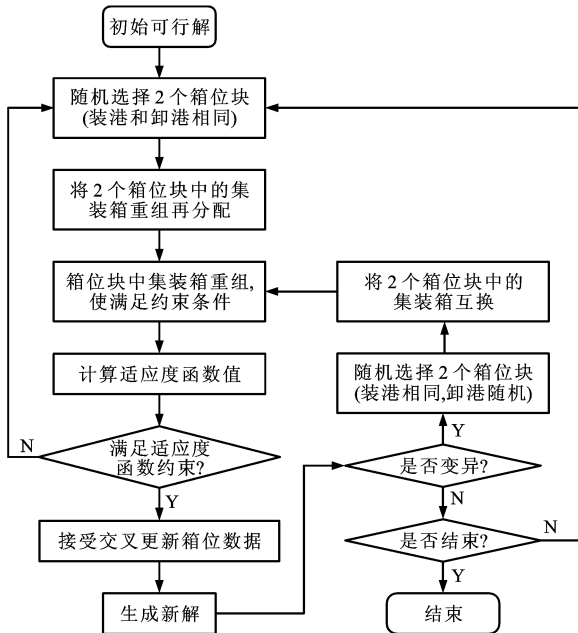 初始可行解
随机选择2个箱位块
(装港和卸港相同)
将2个箱位块中的集
装箱重组再分配
箱位块中集装箱重组,
使满足约束条件
计算适应度函数值
N
满足适应度
函数约束?
Y
接受交叉更新箱位数据
生成新解
将2个箱位块中的
集装箱互换
随机选择2个箱位块
(装港相同,卸港随机)
Y
是否变异?
N
是否结束?
N
Y
结束